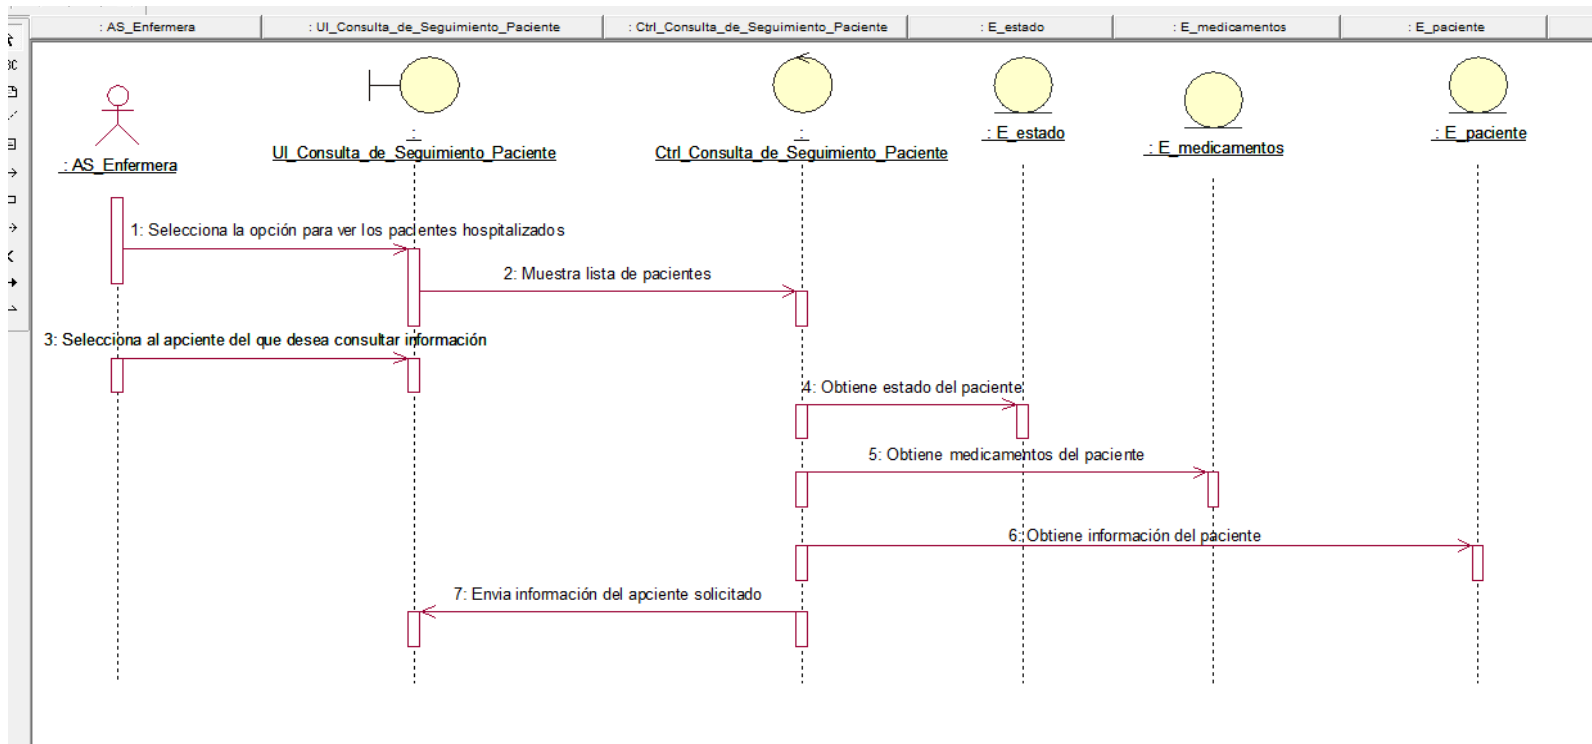 : AS_Enfermera
: UI_Consulta_de_Seguimiento_Paciente
: Ctrl_Consulta_de_Seguimiento_Paciente
: E_estado
: E_medicamentos
: E_paciente
: AS_Enfermera
:
UI_Consulta_de_Seguimiento_Paciente
:
Ctrl_Consulta_de_Seguimiento_Paciente
: E_estado
: E_medicamentos
: E_paciente
1: Selecciona la opción para ver los pacientes hospitalizados
2: Muestra lista de pacientes
3: Selecciona al apciente del que desea consultar información
4: Obtiene estado del paciente
5: Obtiene medicamentos del paciente
6: Obtiene información del paciente
7: Envia información del apciente solicitado